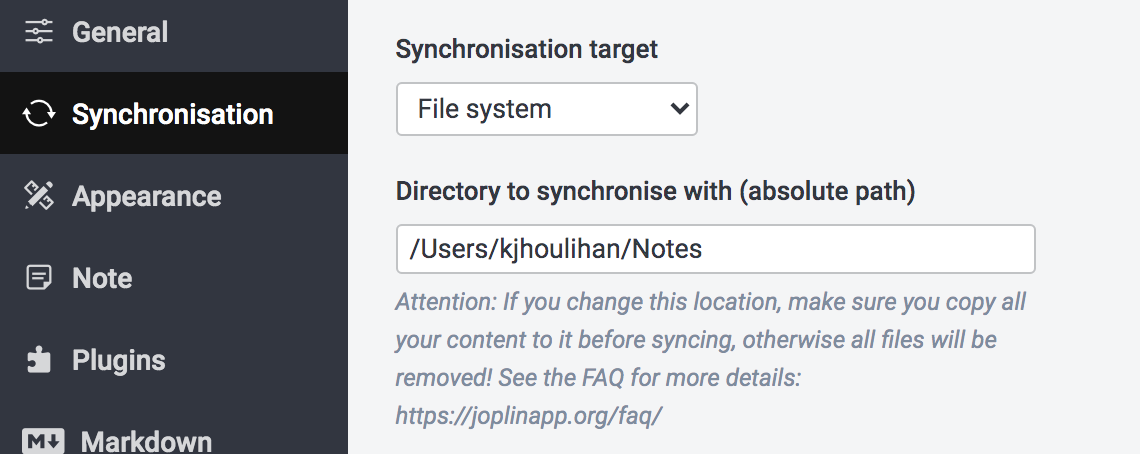 General
Synchronisation
Appearance
Note
Plugins
M↓ Markdown
Synchronisation target
File system
Directory to synchronise with (absolute path)
/Users/kjhoulihan/Notes
Attention: If you change this location, make sure you copy all
your content to it before syncing, otherwise all files will be
removed! See the FAQ for more details:
https://joplinapp.org/faq/